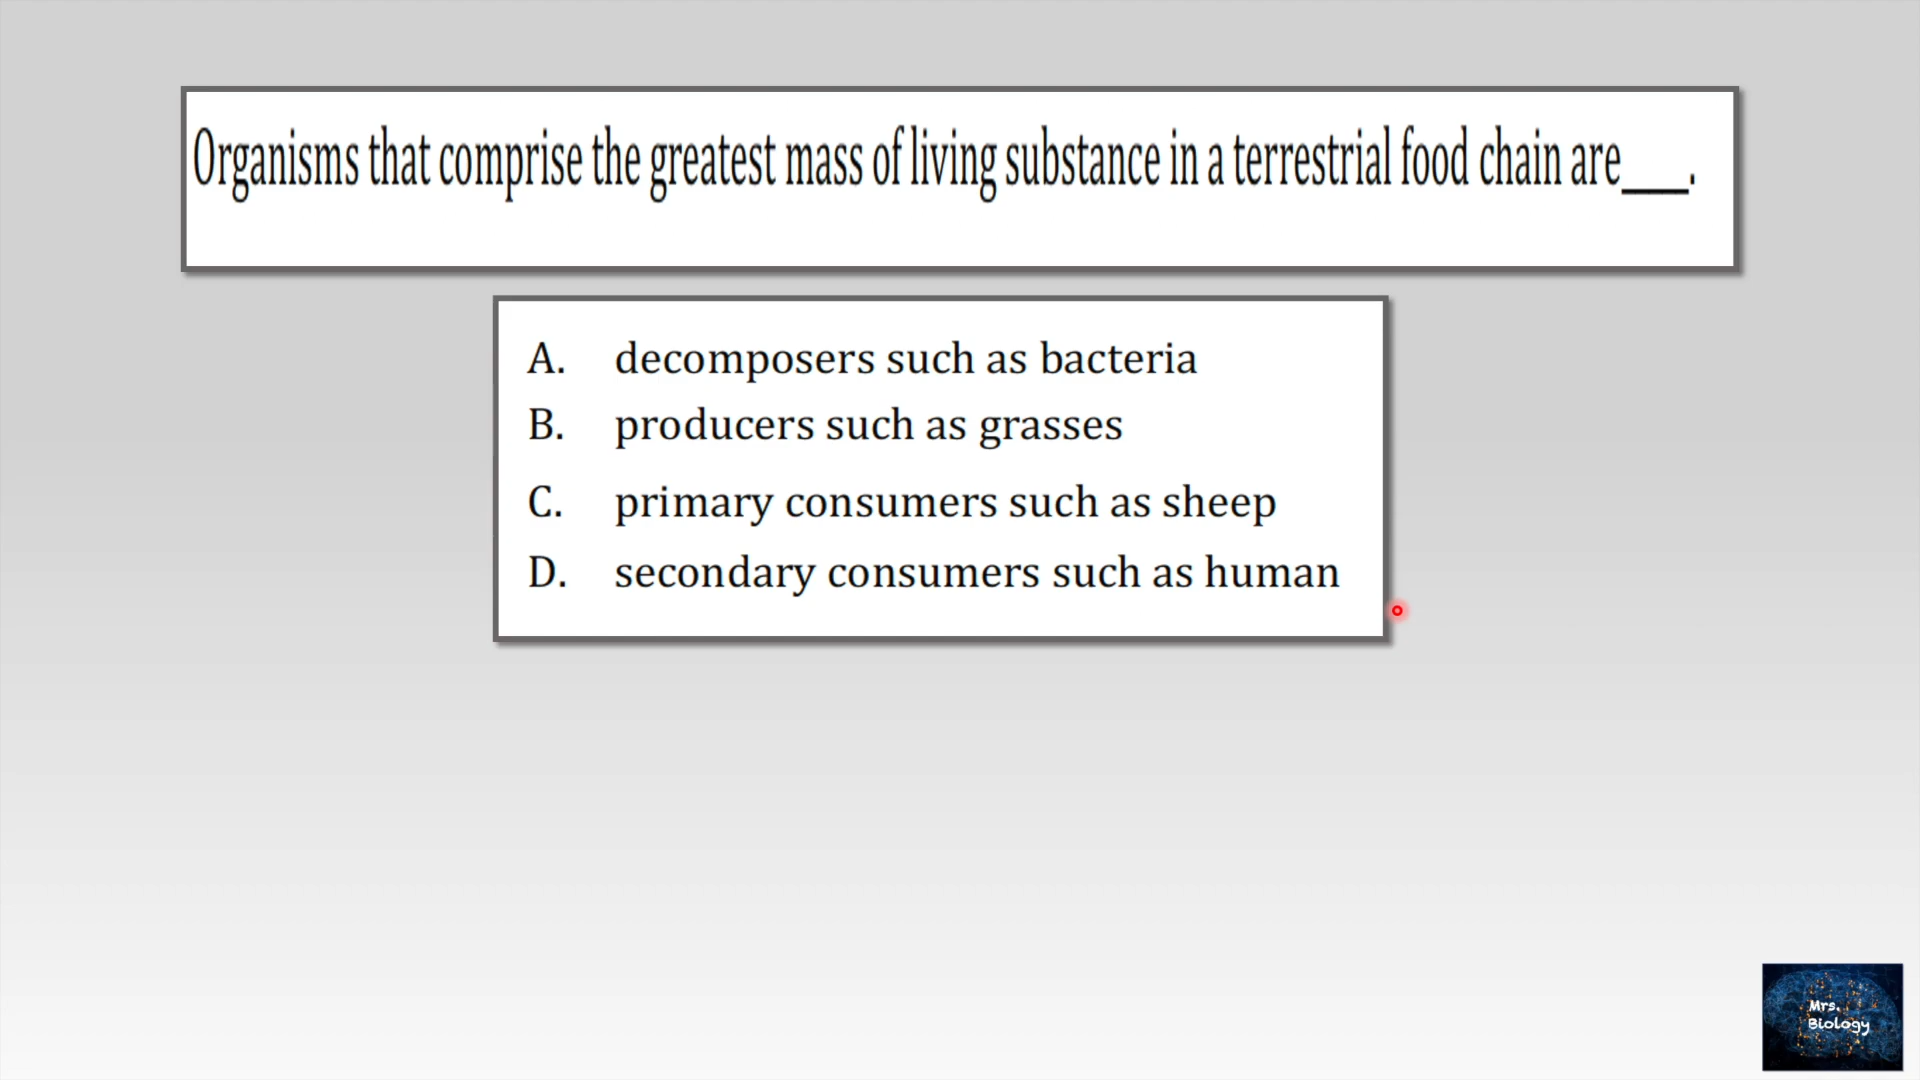 Organisms that comprise the greatest mass of living substance in a terrestrial food chain are____.
A. decomposers such as bacteria
B. producers such as grasses
C. primary consumers such as sheep
D. secondary consumers such as human
Mrs.
Biology